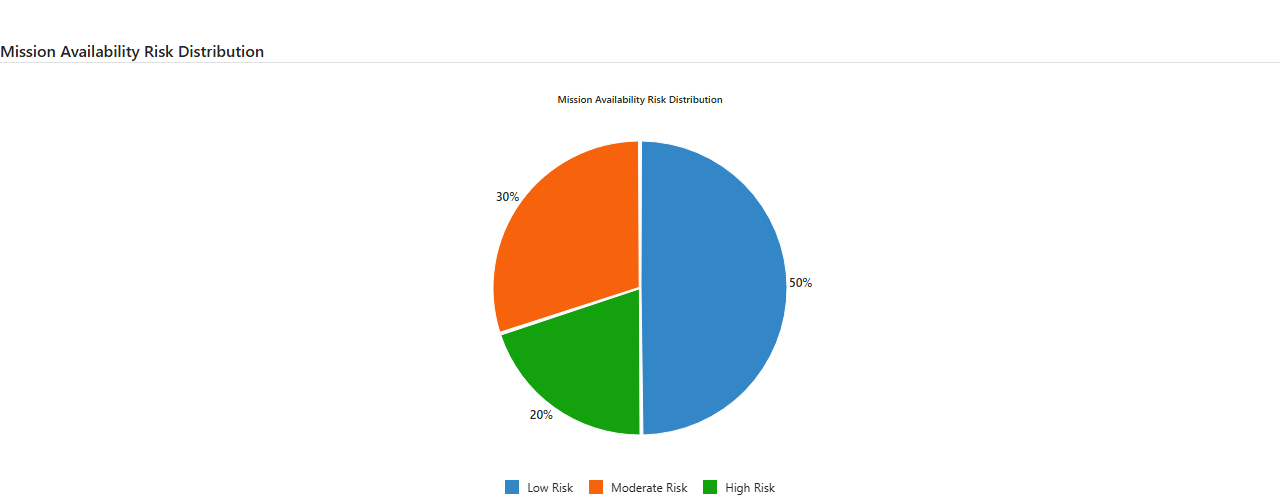 Mission Availability Risk Distribution
Mission Availability Risk Distribution
30%
50%
20%
Low Risk Moderate Risk High Risk